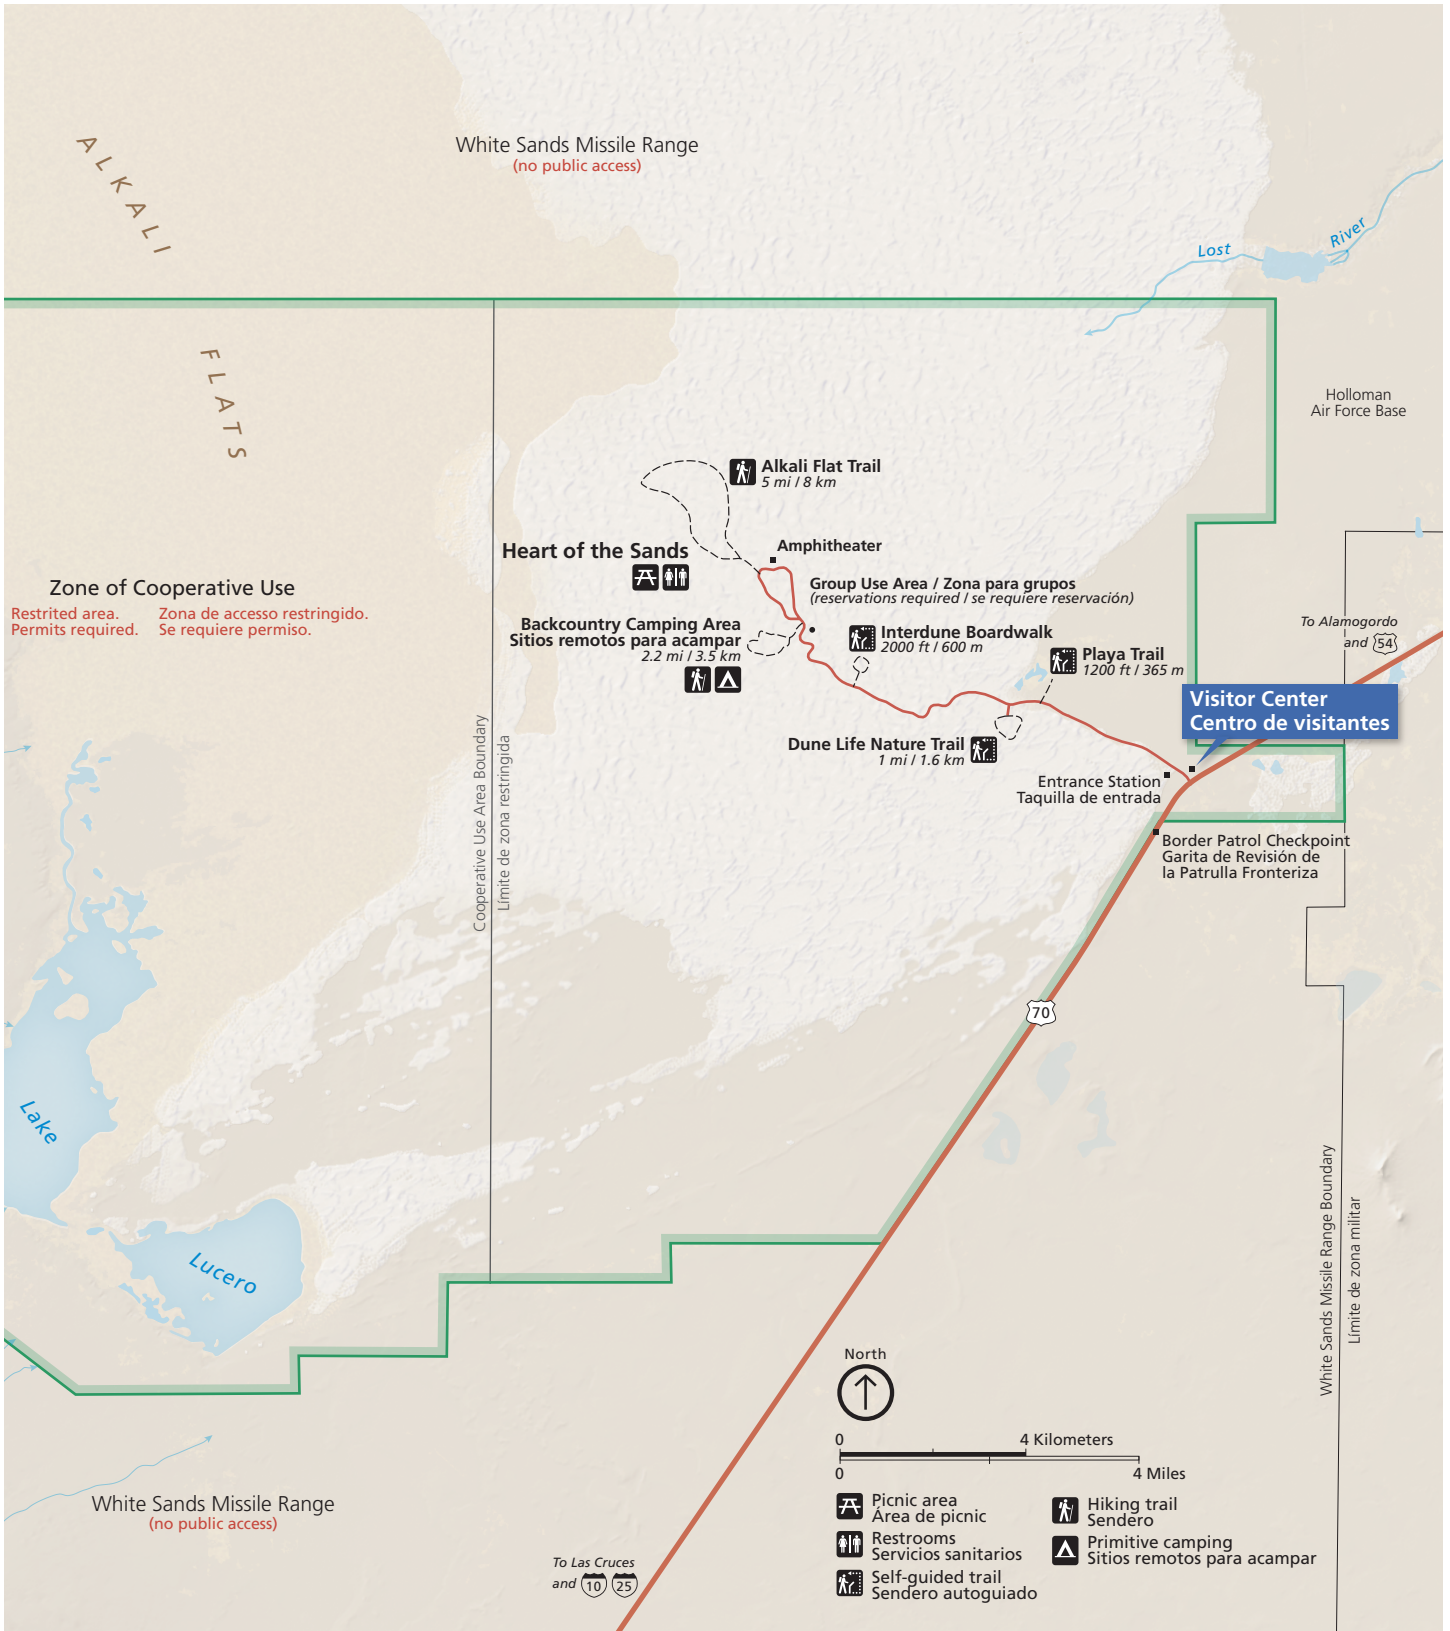 White Sands Missile Range
(no public access)
ALKALI
FLATS
Lost
River
Holloman
Air Force Base
Alkali Flat Trail
5 mi / 8 km
Heart of the Sands
Amphitheater
Group Use Area / Zona para grupos
(reservations required / se requiere reservación)
Zone of Cooperative Use
Restrited area.
Permits required.
Zona de accesso restringido.
Se requiere permiso.
Backcountry Camping Area
Sitios remotos para acampar
2.2 mi / 3.5 km
Interdune Boardwalk
2000 ft / 600 m
Playa Trail
1200 ft / 365 m
To Alamogordo
and 54
Visitor Center
Centro de visitantes
Dune Life Nature Trail
1 mi / 1.6 km
Entrance Station
Taquilla de entrada
Border Patrol Checkpoint
Garita de Revisión de
la Patrulla Fronteriza
Cooperative Use Area Boundary
Límite de zona restringida
70
Lake
Lucero
White Sands Missile Range Boundary
Límite de zona militar
North
0
4 Kilometers
0
4 Miles
White Sands Missile Range
(no public access)
To Las Cruces
and 10 25
Picnic area
Área de picnic
Restrooms
Servicios sanitarios
Self-guided trail
Sendero autoguiado
Hiking trail
Sendero
Primitive camping
Sitios remotos para acampar